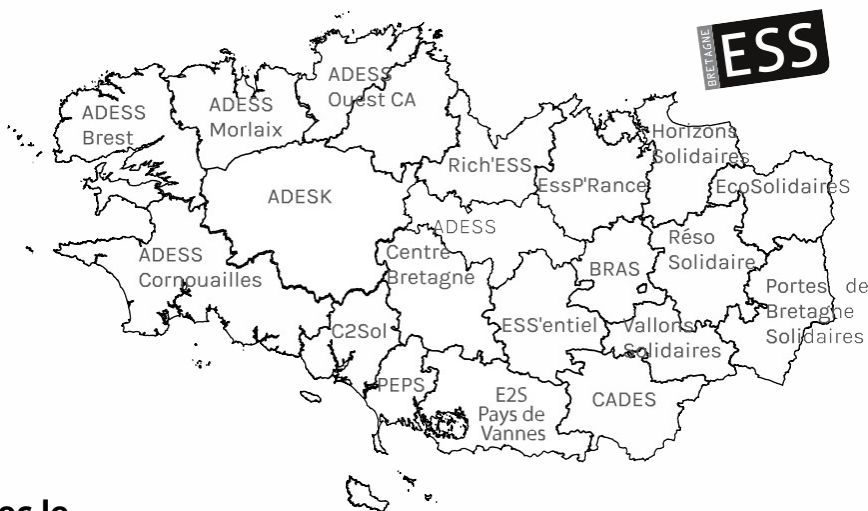 BRETAGNE
ESS
ADESS
Brest
ADESS
Morlaix
ADESS
Ouest CA
Rich'ESS
EssP'Rance
Horizons
Solidaires
EcoSolidaireS
ADESK
ADESS
Centre
Bretagne
ADESS
Cornouailles
BRAS
Réso
Solidaire
Portes de
Bretagne
Solidaires
C2Sol
ESS'entiel
Vallons
Solidaires
PEPS
E2S
Pays de
Vannes
CADES